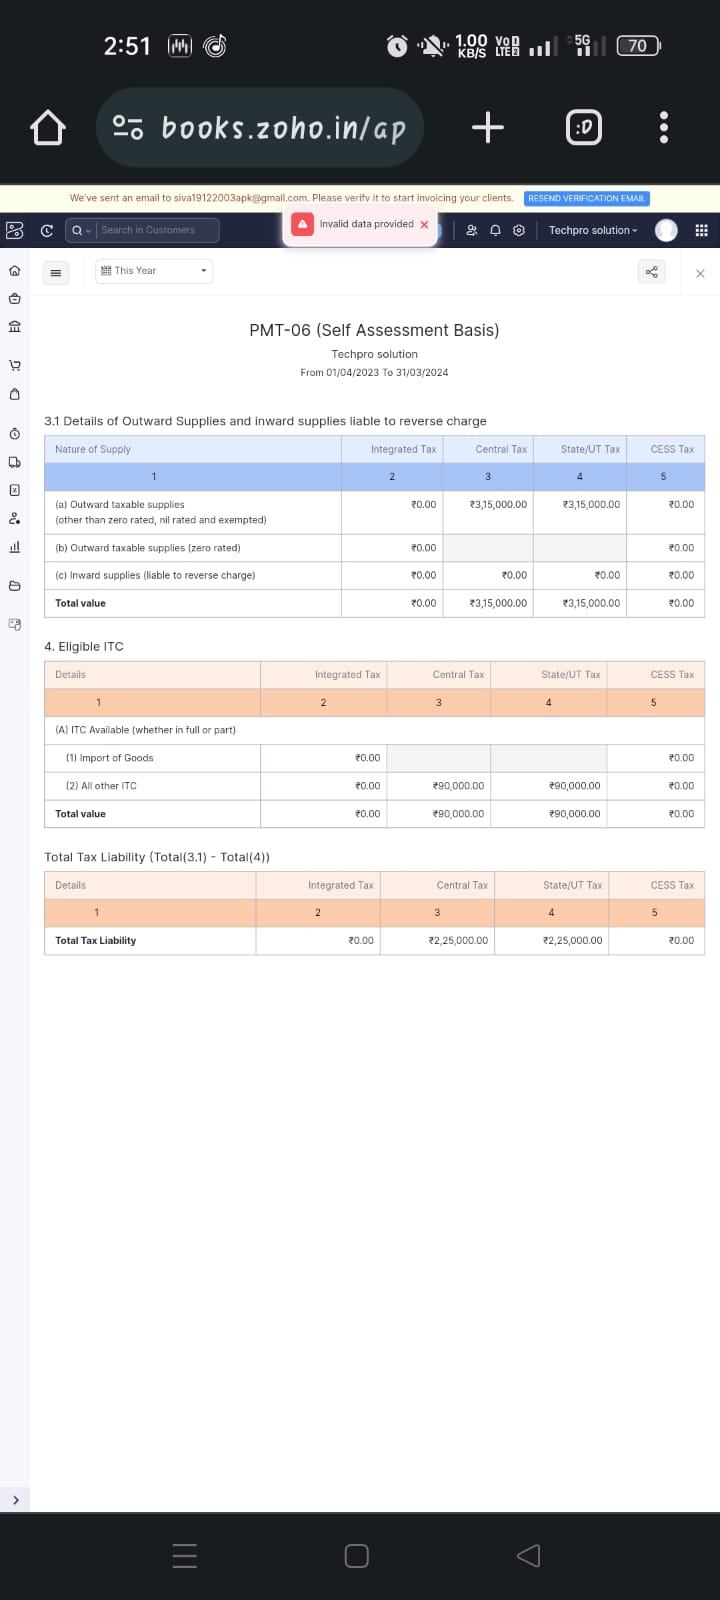 2:51 1.00 KB/S VoD LTE2 5G 70
books.zoho.in/ap :D
We've sent an email to siva19122003apk@gmail.com. Please verify it to start invoicing your clients. RESEND VERIFICATION EMAIL
Search in Customers Invalid data provided Techpro solution
This Year
PMT-06 (Self Assessment Basis)
Techpro solution
From 01/04/2023 To 31/03/2024
3.1 Details of Outward Supplies and inward supplies liable to reverse charge
Nature of Supply Integrated Tax Central Tax State/UT Tax CESS Tax
1 2 3 4 5
(a) Outward taxable supplies ₹0.00 ₹3,15,000.00 ₹3,15,000.00 ₹0.00
(other than zero rated, nil rated and exempted)
(b) Outward taxable supplies (zero rated) ₹0.00 ₹0.00
(c) Inward supplies (liable to reverse charge) ₹0.00 ₹0.00 ₹0.00 ₹0.00
Total value ₹0.00 ₹3,15,000.00 ₹3,15,000.00 ₹0.00
4. Eligible ITC
Details Integrated Tax Central Tax State/UT Tax CESS Tax
1 2 3 4 5
(A) ITC Available (whether in full or part)
(1) Import of Goods ₹0.00 ₹0.00
(2) All other ITC ₹0.00 ₹90,000.00 ₹90,000.00 ₹0.00
Total value ₹0.00 ₹90,000.00 ₹90,000.00 ₹0.00
Total Tax Liability (Total(3.1) - Total(4))
Details Integrated Tax Central Tax State/UT Tax CESS Tax
1 2 3 4 5
Total Tax Liability ₹0.00 ₹2,25,000.00 ₹2,25,000.00 ₹0.00